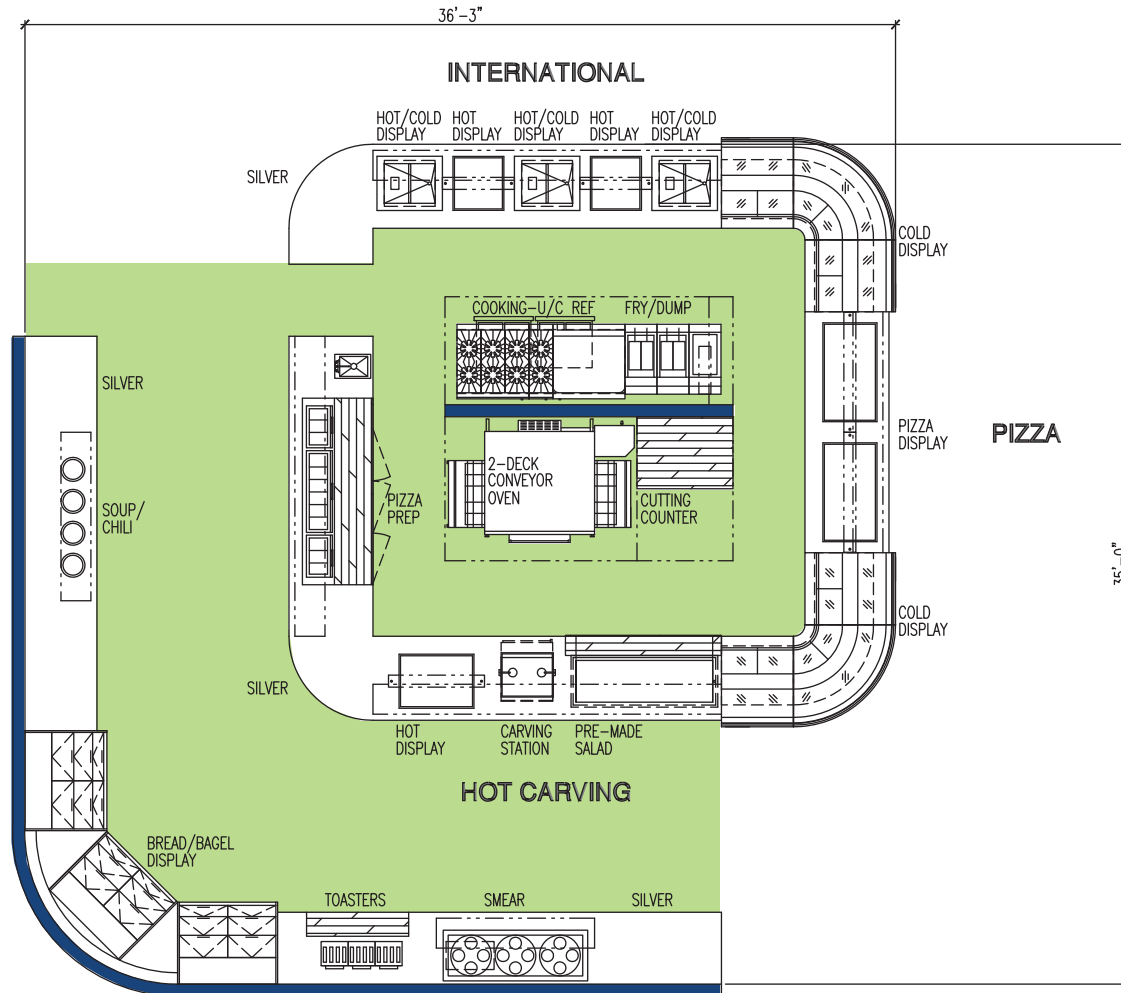 36'-3"
INTERNATIONAL
HOT/COLD
DISPLAY
HOT
DISPLAY
HOT/COLD
DISPLAY
HOT
DISPLAY
HOT/COLD
DISPLAY
SILVER
COLD
DISPLAY
COOKING-U/C REF
FRY/DUMP
SILVER
PIZZA
DISPLAY
PIZZA
2-DECK
CONVEYOR
OVEN
PIZZA
PREP
CUTTING
COUNTER
SOUP/
CHILI
COLD
DISPLAY
SILVER
HOT
DISPLAY
CARVING
STATION
PRE-MADE
SALAD
HOT CARVING
BREAD/BAGEL
DISPLAY
TOASTERS
SMEAR
SILVER